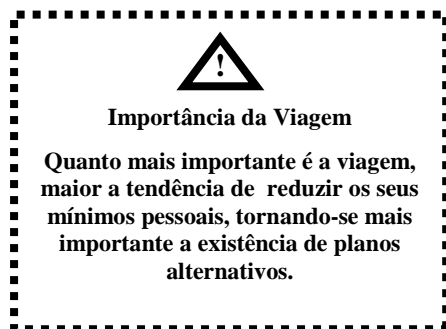 !
Importância da Viagem
Quanto mais importante é a viagem,
maior a tendência de reduzir os seus
mínimos pessoais, tornando-se mais
importante a existência de planos
alternativos.